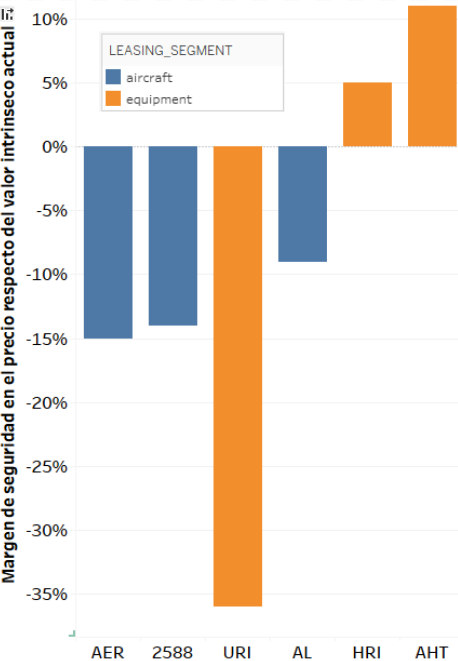 Margen de seguridad en el precio respecto del valor intrínseco actual
10%
5%
0%
-5%
-10%
-15%
-20%
-25%
-30%
-35%
LEASING_SEGMENT
aircraft
equipment
AER 2588 URI AL HRI AHT